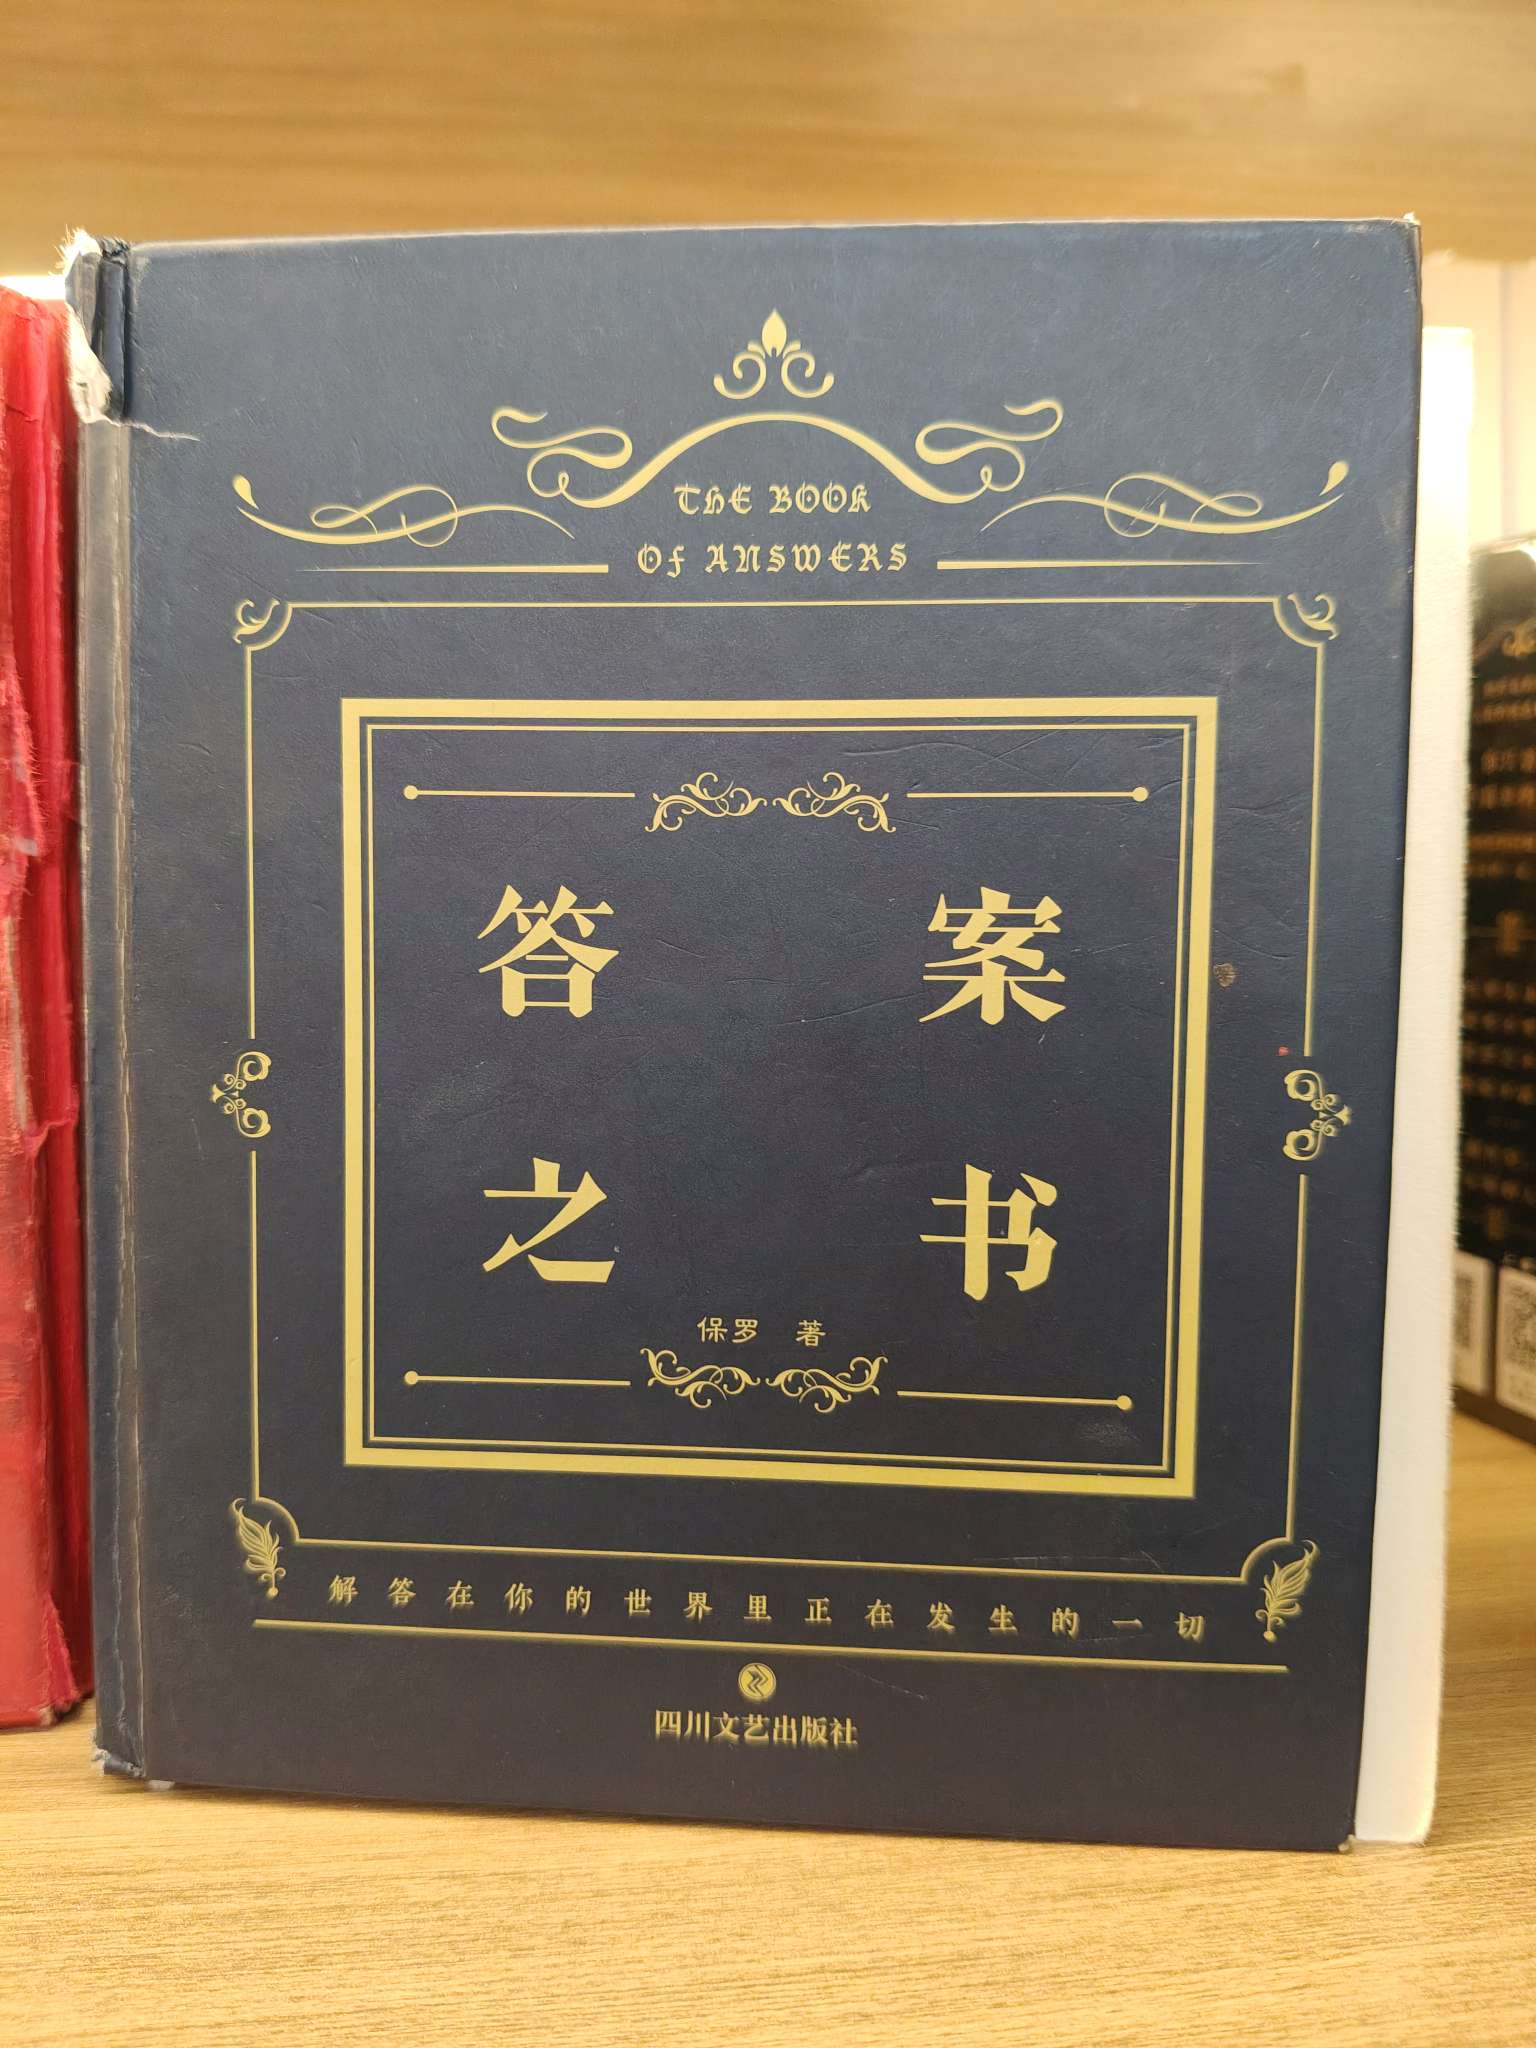 THE BOOK
OF ANSWERS
答案
之书
保罗 著
解答在你的世界里正在发生的一切
四川文艺出版社